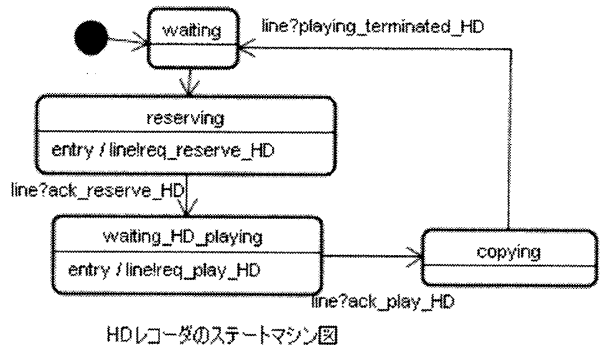 waiting
line?playing_terminated_HD
reserving
entry / line!req_reserve_HD
line?ack_reserve_HD
waiting_HD_playing
entry / line!req_play_HD
copying
line?ack_play_HD
HDレコーダのステートマシン図